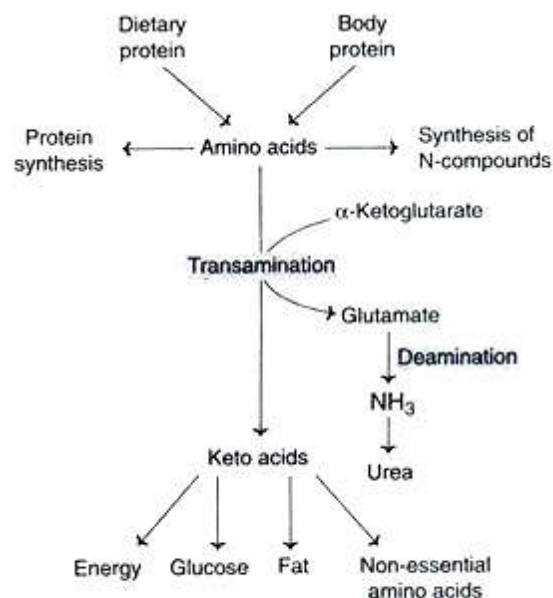 Dietary
protein
Body
protein
Protein
synthesis
Amino acids
Synthesis of
N-compounds
α-Ketoglutarate
Transamination
Glutamate
Deamination
NH₃
Urea
Keto acids
Energy
Glucose
Fat
Non-essential
amino acids